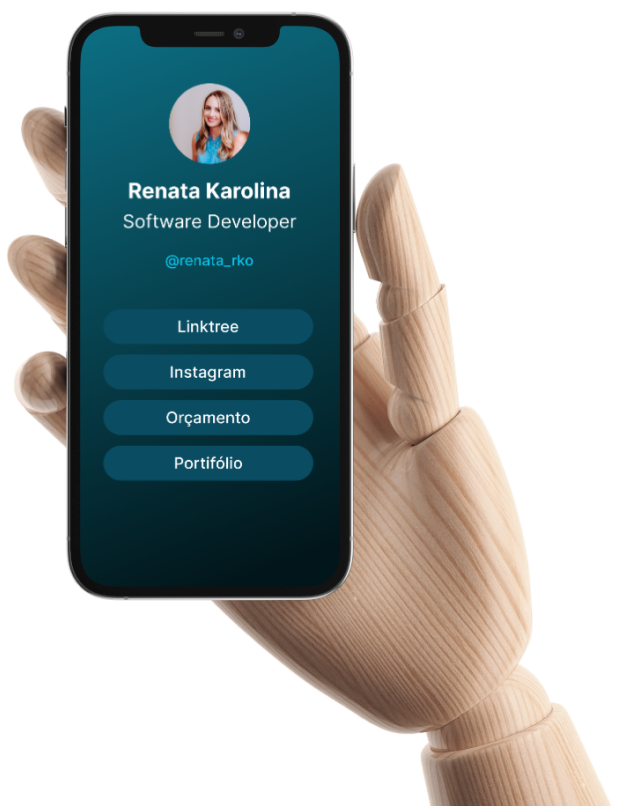 Renata Karolina
Software Developer
@renata_rko
Linktree
Instagram
Orçamento
Portifólio